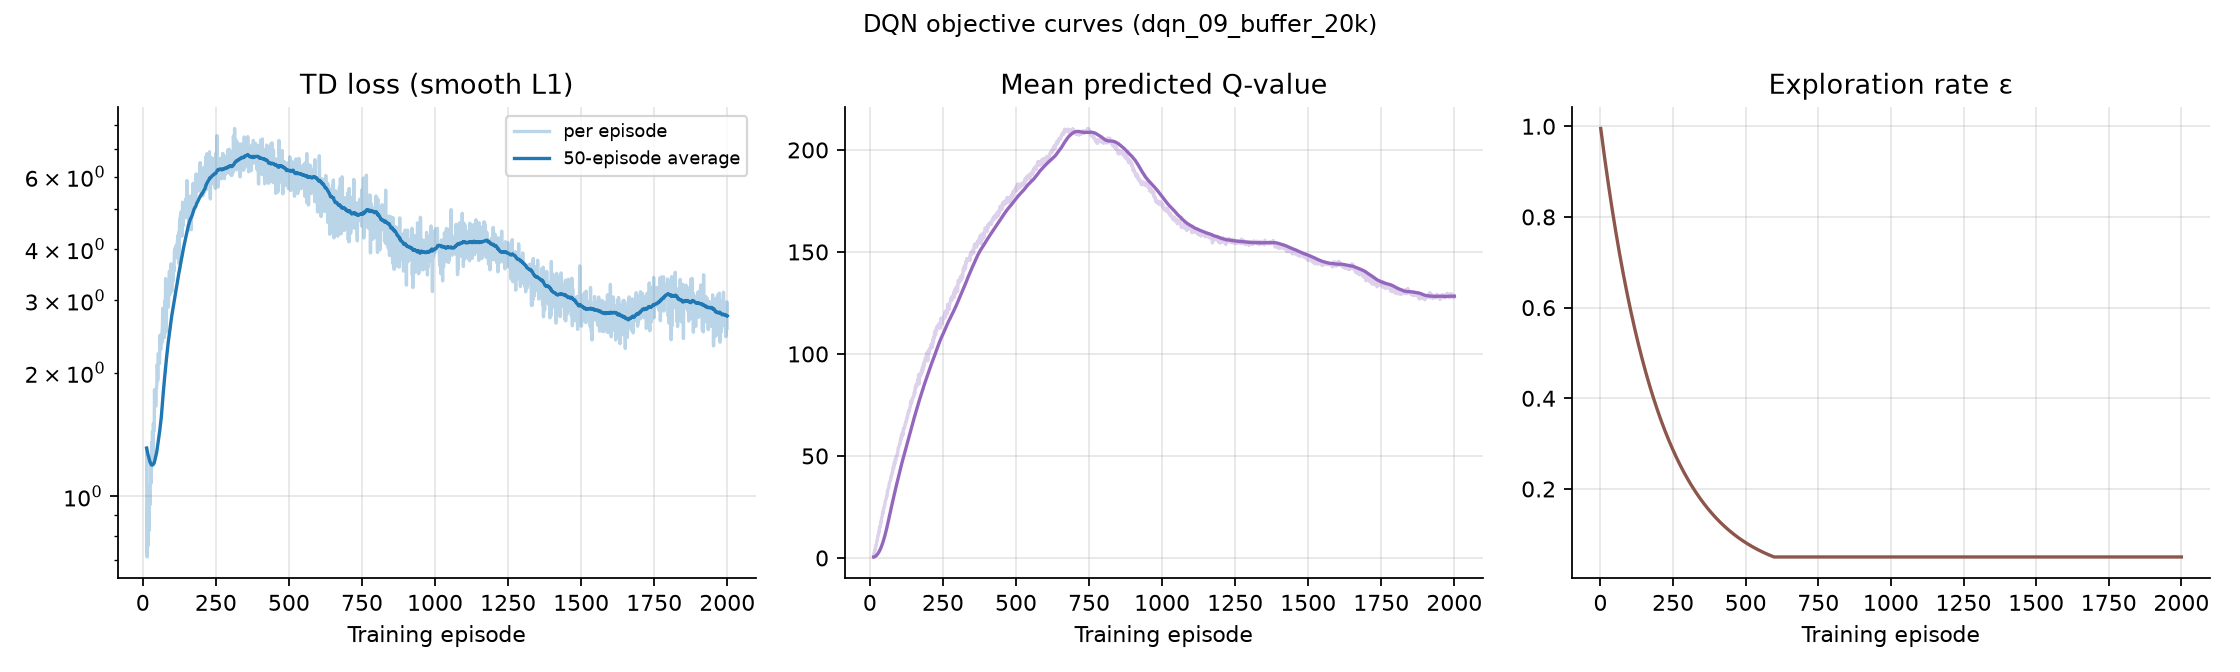 DQN objective curves (dqn_09_buffer_20k)
TD loss (smooth L1)
per episode
50-episode average
6 × 10⁰
4 × 10⁰
3 × 10⁰
2 × 10⁰
10⁰
0 250 500 750 1000 1250 1500 1750 2000
Training episode
Mean predicted Q-value
200
150
100
50
0
0 250 500 750 1000 1250 1500 1750 2000
Training episode
Exploration rate ε
1.0
0.8
0.6
0.4
0.2
0 250 500 750 1000 1250 1500 1750 2000
Training episode